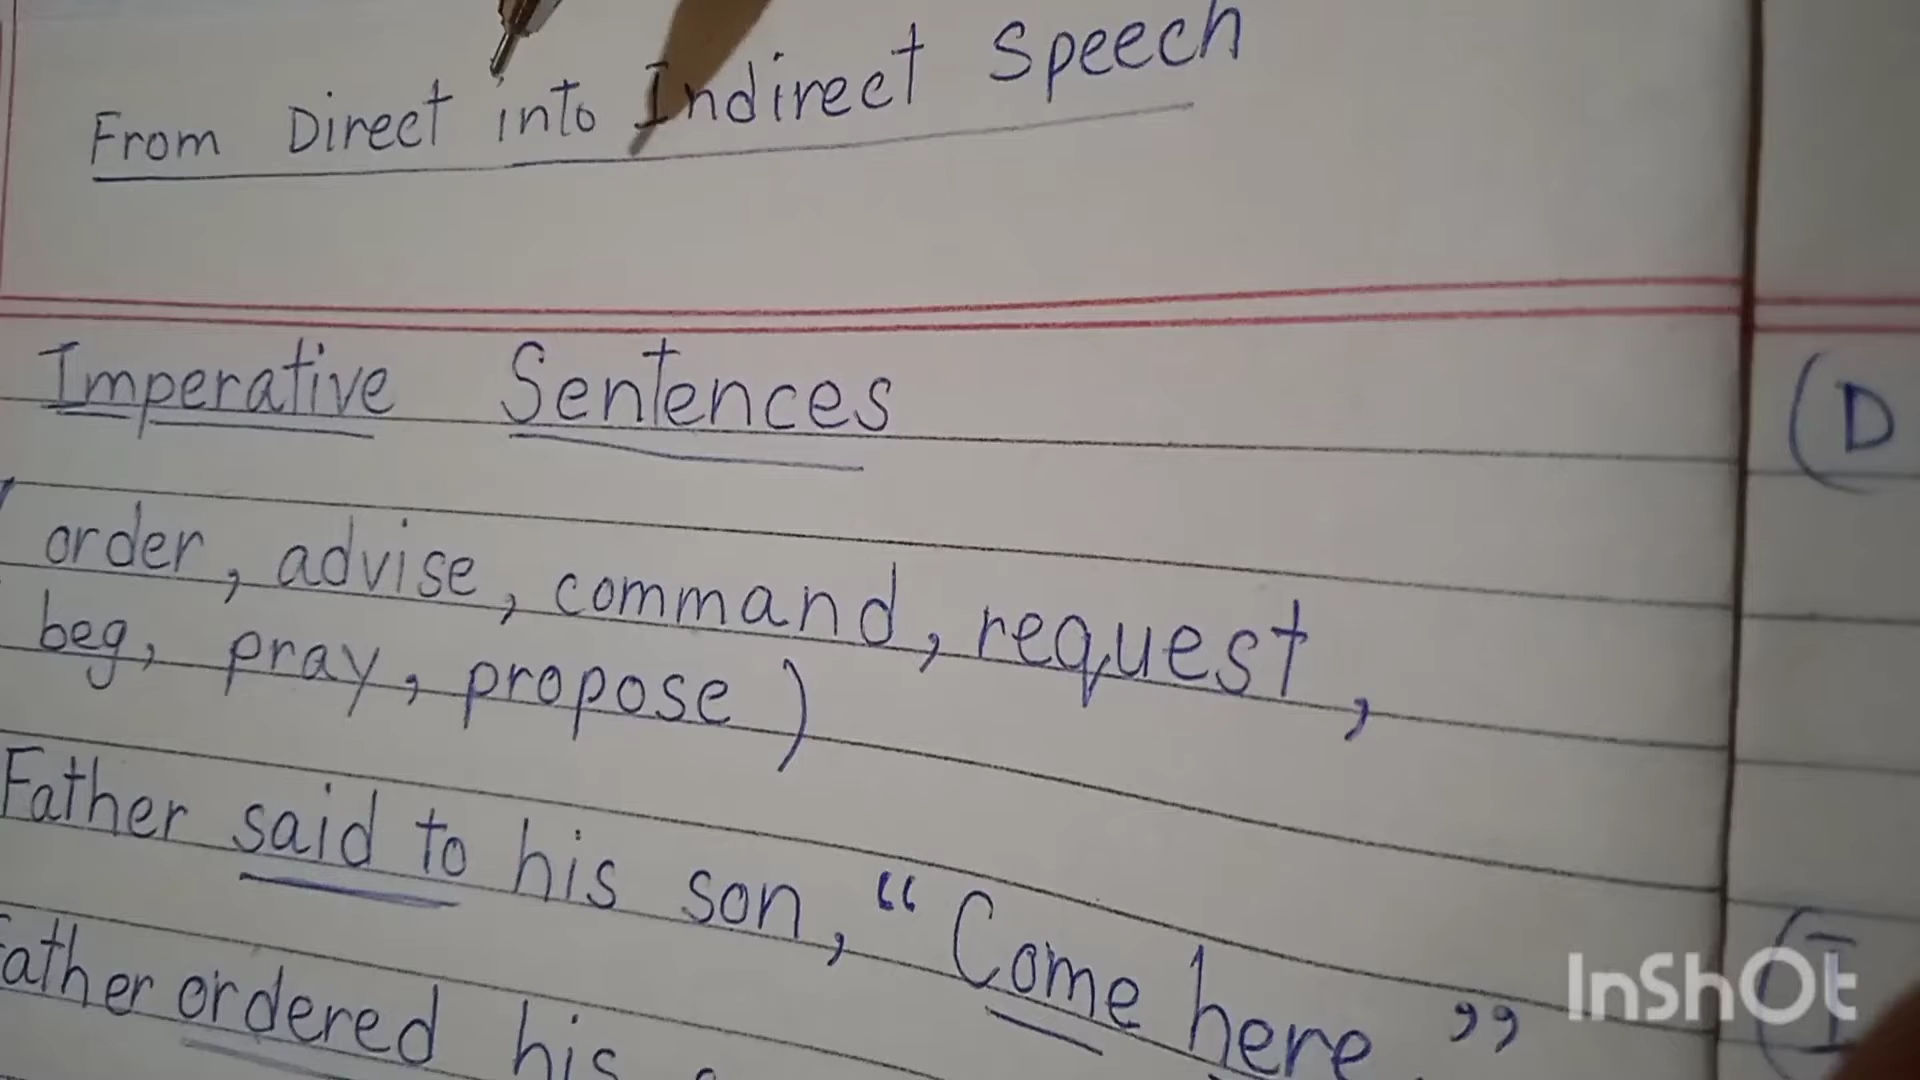 From Direct into Indirect Speech
Imperative Sentences
(D
order, advise, command, request,
beg, pray, propose)
Father said to his son, “Come here.”
(I
Father ordered his
InShOt